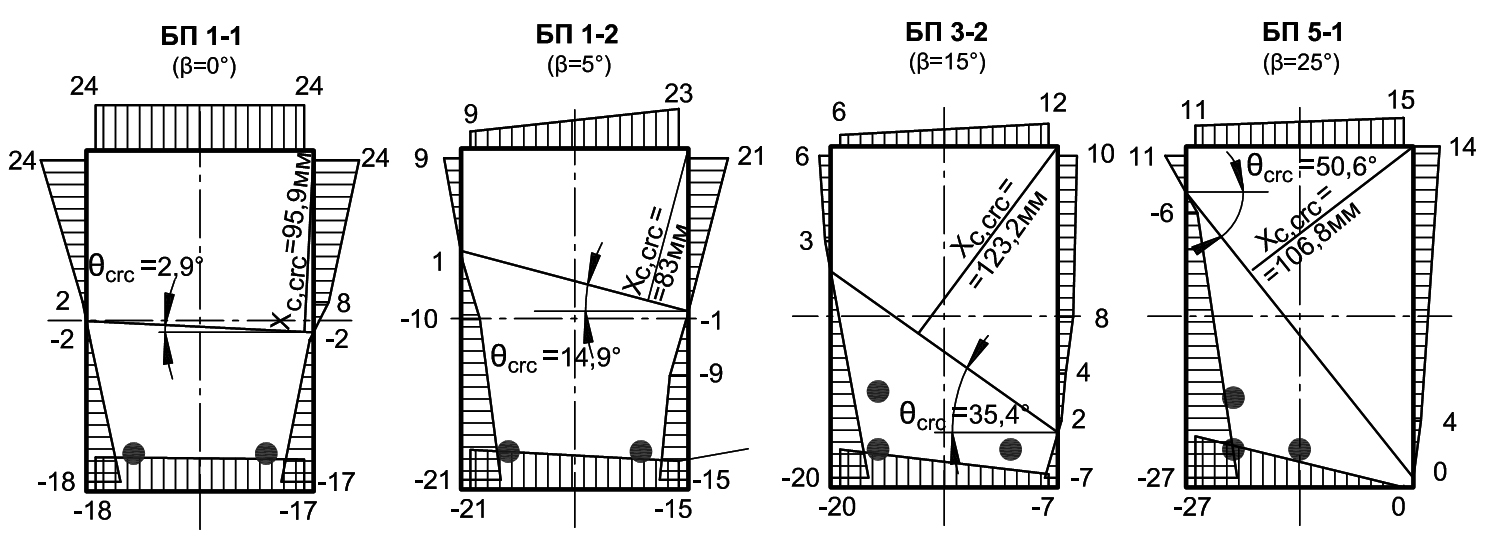 БП 1-1
(β=0°)
24
24
24
24
θcrc =2,9°
Xc,crc =95,9мм
2
8
-2
-2
-18
-17
-18
-17
БП 1-2
(β=5°)
9
23
9
21
Xc,crc =
=83мм
1
-10
-1
θcrc =14,9°
-9
-21
-15
-21
-15
БП 3-2
(β=15°)
6
12
6
10
Xc,crc =
=123,2мм
3
8
4
θcrc =35,4°
2
-20
-7
-20
-7
БП 5-1
(β=25°)
11
15
11
14
θcrc =50,6°
-6
Xc,crc =
=106,8мм
4
-27
0
-27
0